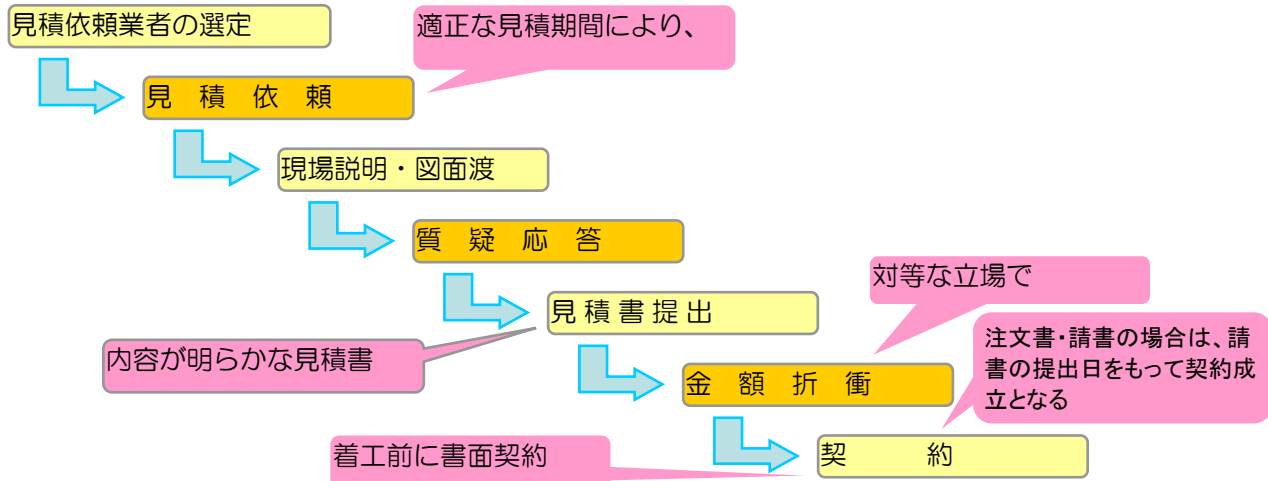 見積依頼業者の選定
適正な見積期間により、
見　積　依　頼
現場説明・図面渡
質　疑　応　答
対等な立場で
見積書提出
注文書・請書の場合は、請
書の提出日をもって契約成
立となる
内容が明らかな見積書
金　額　折　衝
着工前に書面契約
契　　　約